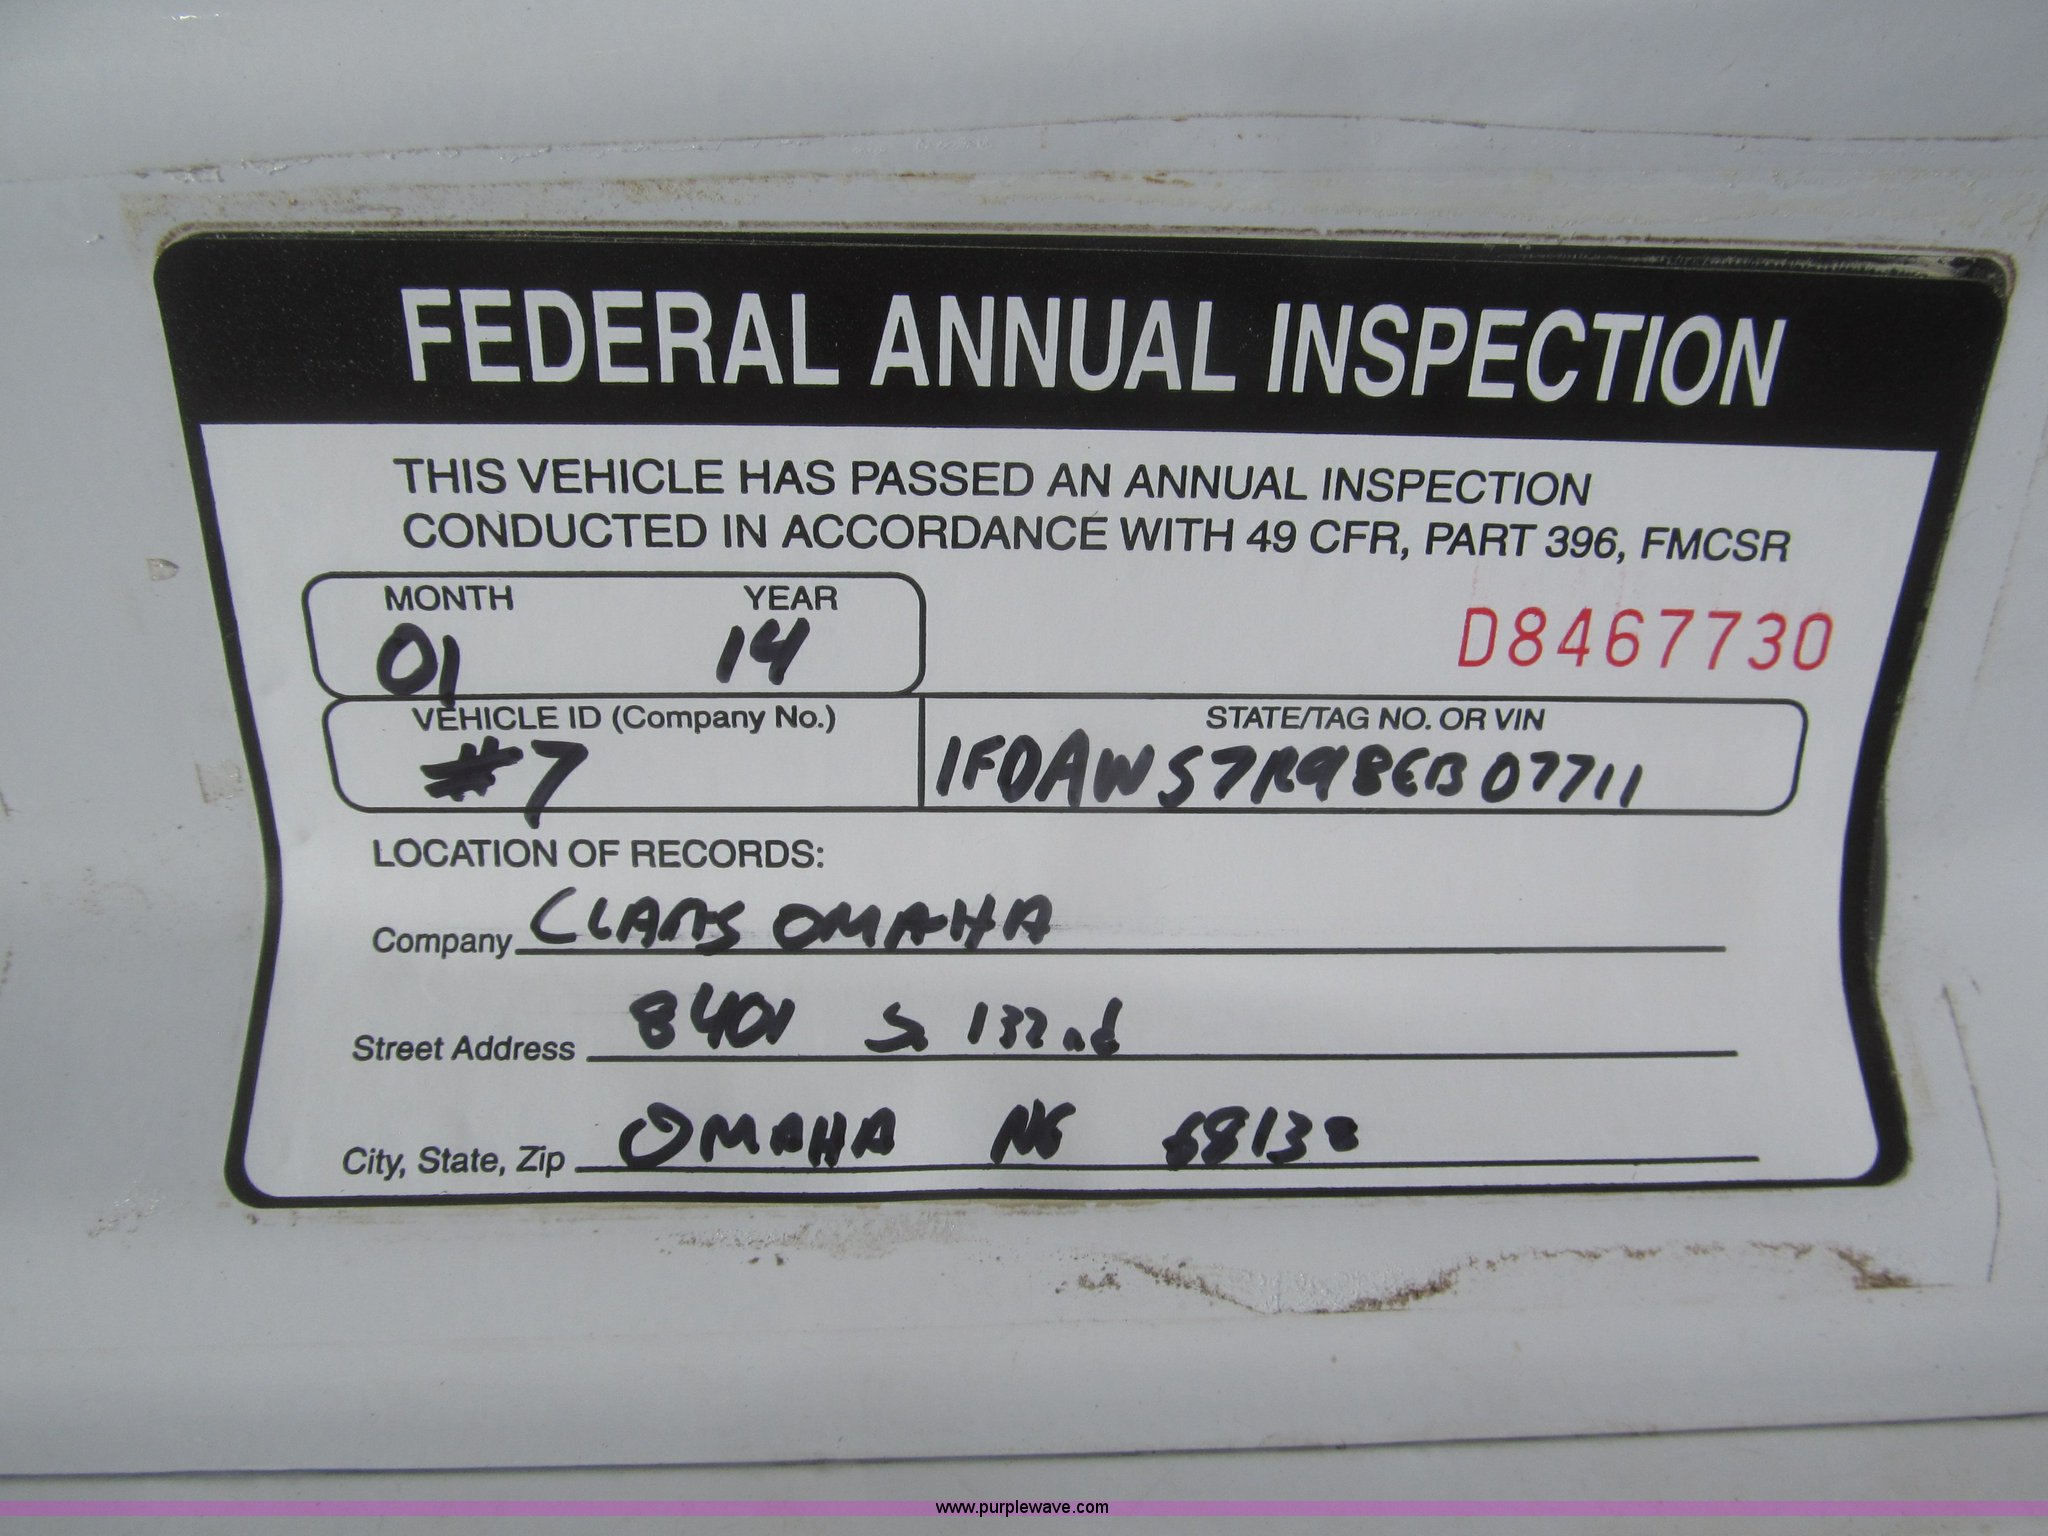 FEDERAL ANNUAL INSPECTION
THIS VEHICLE HAS PASSED AN ANNUAL INSPECTION
CONDUCTED IN ACCORDANCE WITH 49 CFR, PART 396, FMCSR
MONTH YEAR
01 14
D8467730
VEHICLE ID (Company No.) STATE/TAG NO. OR VIN
#7 1FDAW57R98EB07711
LOCATION OF RECORDS:
Company OMAHA
Street Address 8401 S. 132nd
City, State, Zip OMAHA NE 68138
www.purplewave.com